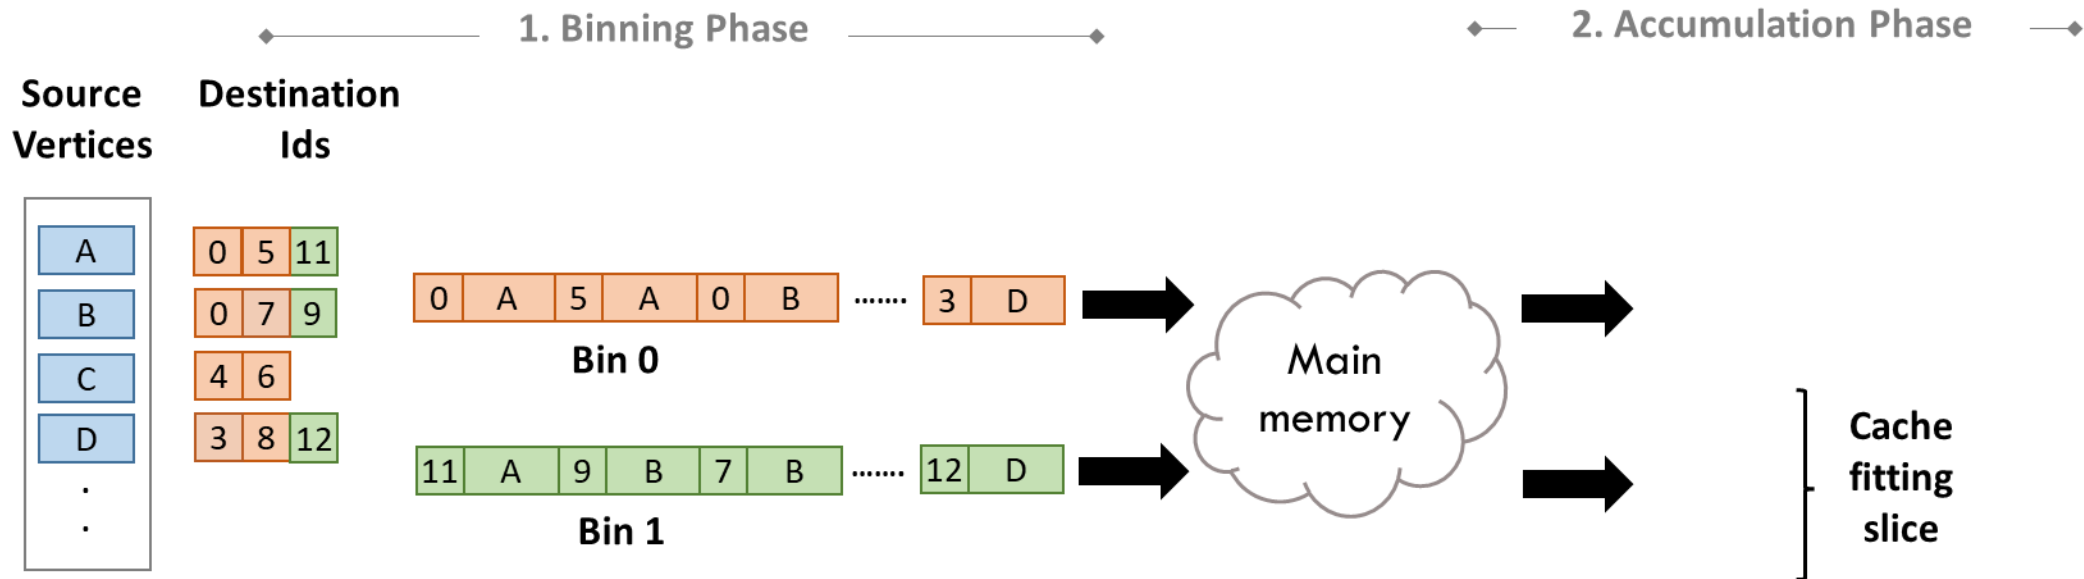 1. Binning Phase
2. Accumulation Phase
Source
Vertices
Destination
Ids
A
B
C
D
.
.
0 5 11
0 7 9
4 6
3 8 12
0 A 5 A 0 B ....... 3 D
Bin 0
11 A 9 B 7 B ....... 12 D
Bin 1
Main
memory
Cache
fitting
slice